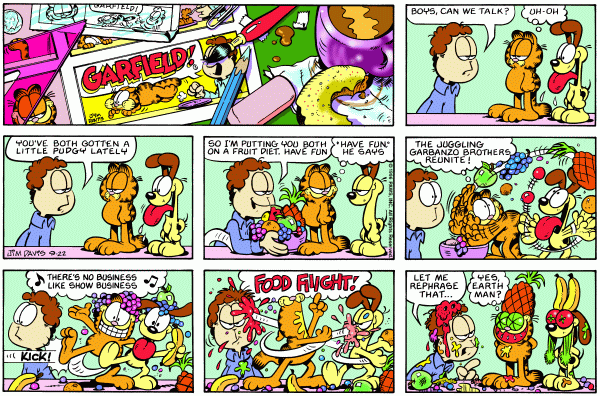 GARFIELD!
GARFIELD!
JIM
DAVIS
BOYS, CAN WE TALK?
UH-OH
YOU'VE BOTH GOTTEN A
LITTLE PUDGY LATELY
JIM DAVIS 9-22
SO I'M PUTTING YOU BOTH
ON A FRUIT DIET. HAVE FUN
"HAVE FUN,"
HE SAYS
THE JUGGLING
GARBANZO BROTHERS
REUNITE!
THERE'S NO BUSINESS
LIKE SHOW BUSINESS
KICK!
FOOD FIIGHT!
LET ME
REPHRASE
THAT...
YES,
EARTH
MAN?